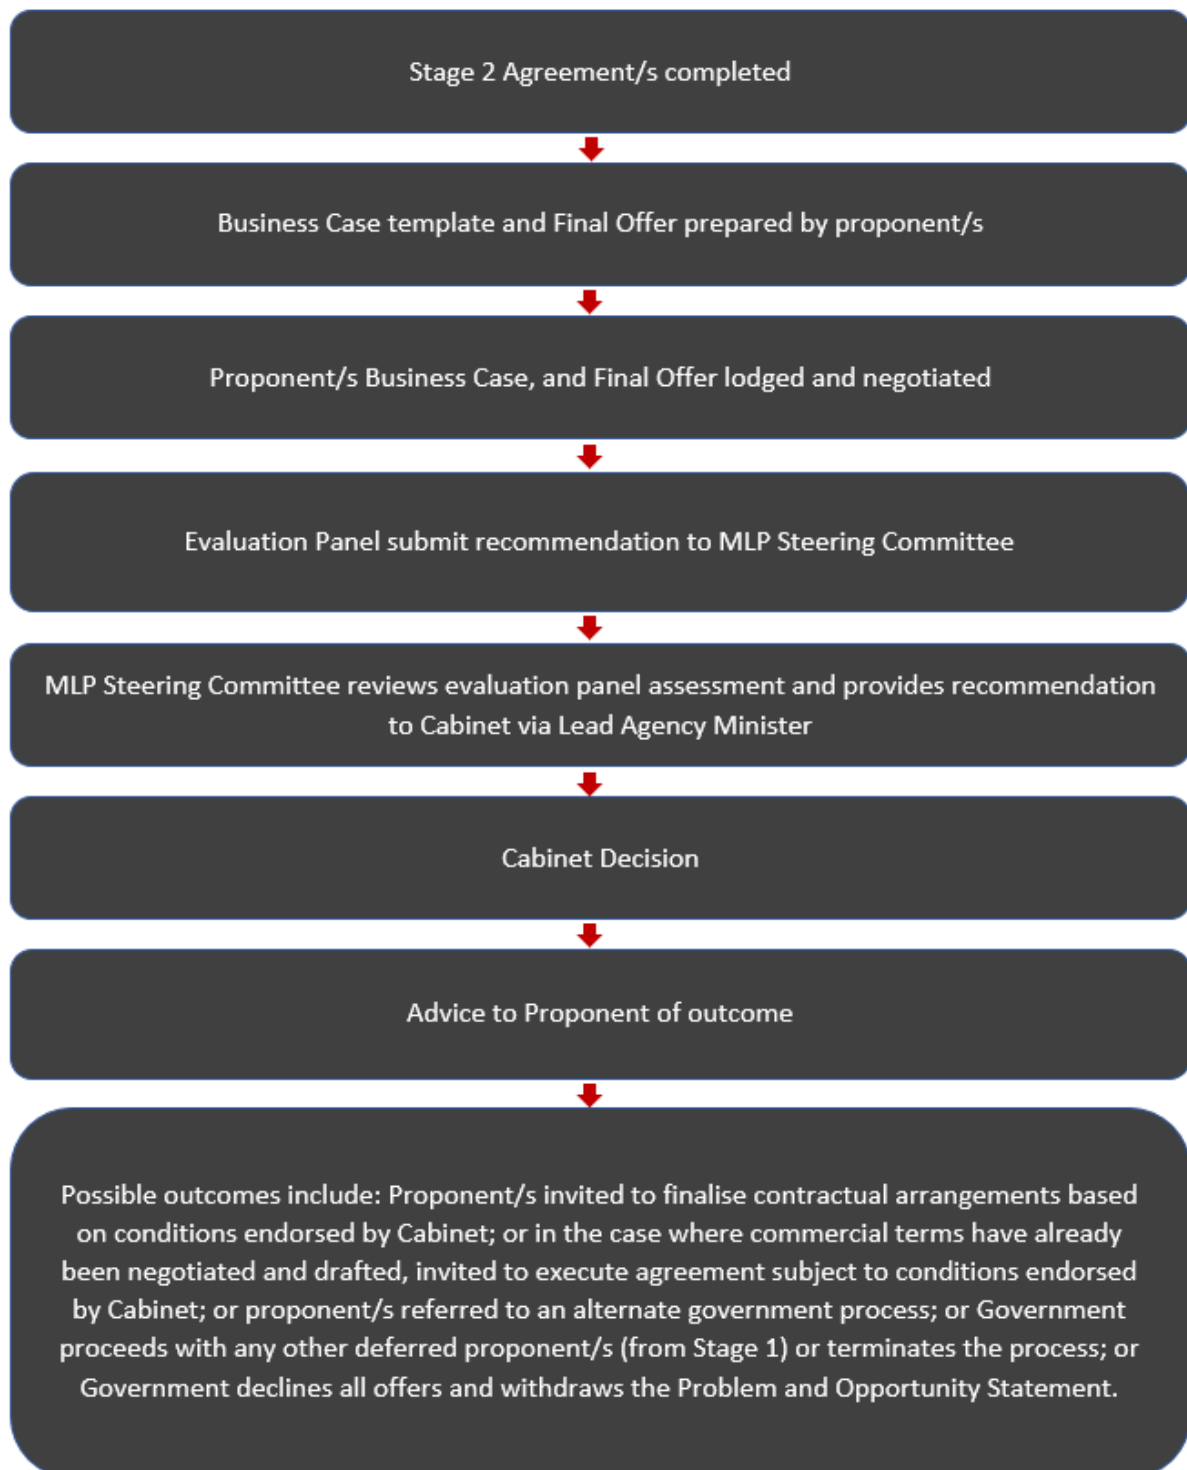 Stage 2 Agreement/s completed
Business Case template and Final Offer prepared by proponent/s
Proponent/s Business Case, and Final Offer lodged and negotiated
Evaluation Panel submit recommendation to MLP Steering Committee
MLP Steering Committee reviews evaluation panel assessment and provides recommendation
to Cabinet via Lead Agency Minister
Cabinet Decision
Advice to Proponent of outcome
Possible outcomes include: Proponent/s invited to finalise contractual arrangements based
on conditions endorsed by Cabinet; or in the case where commercial terms have already
been negotiated and drafted, invited to execute agreement subject to conditions endorsed
by Cabinet; or proponent/s referred to an alternate government process; or Government
proceeds with any other deferred proponent/s (from Stage 1) or terminates the process; or
Government declines all offers and withdraws the Problem and Opportunity Statement.